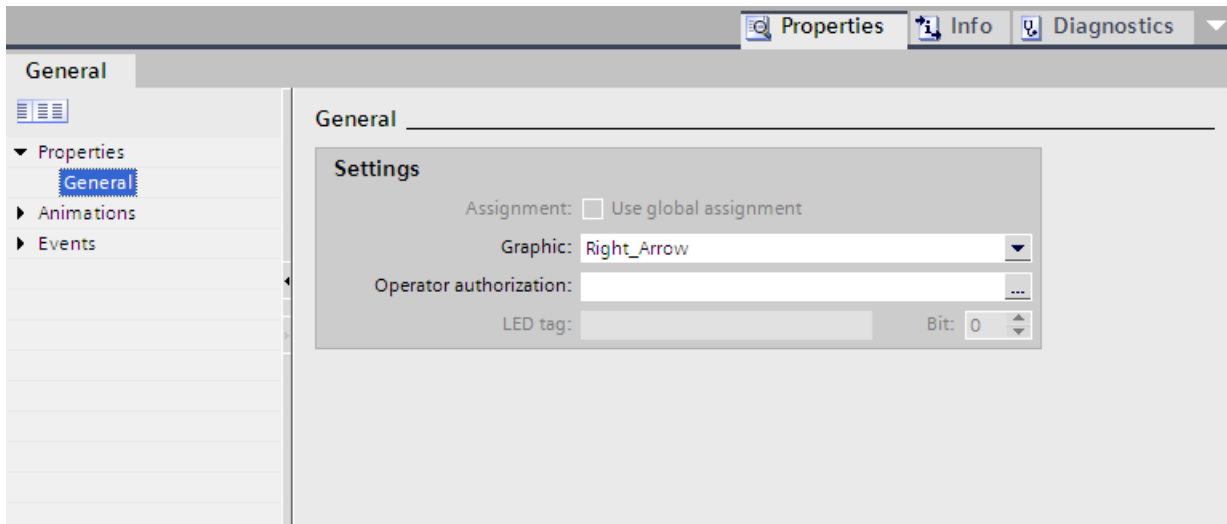 Properties Info Diagnostics
General
General
Properties
General
Animations
Events
Settings
Assignment: Use global assignment
Graphic: Right_Arrow
Operator authorization: ...
LED tag: Bit: 0